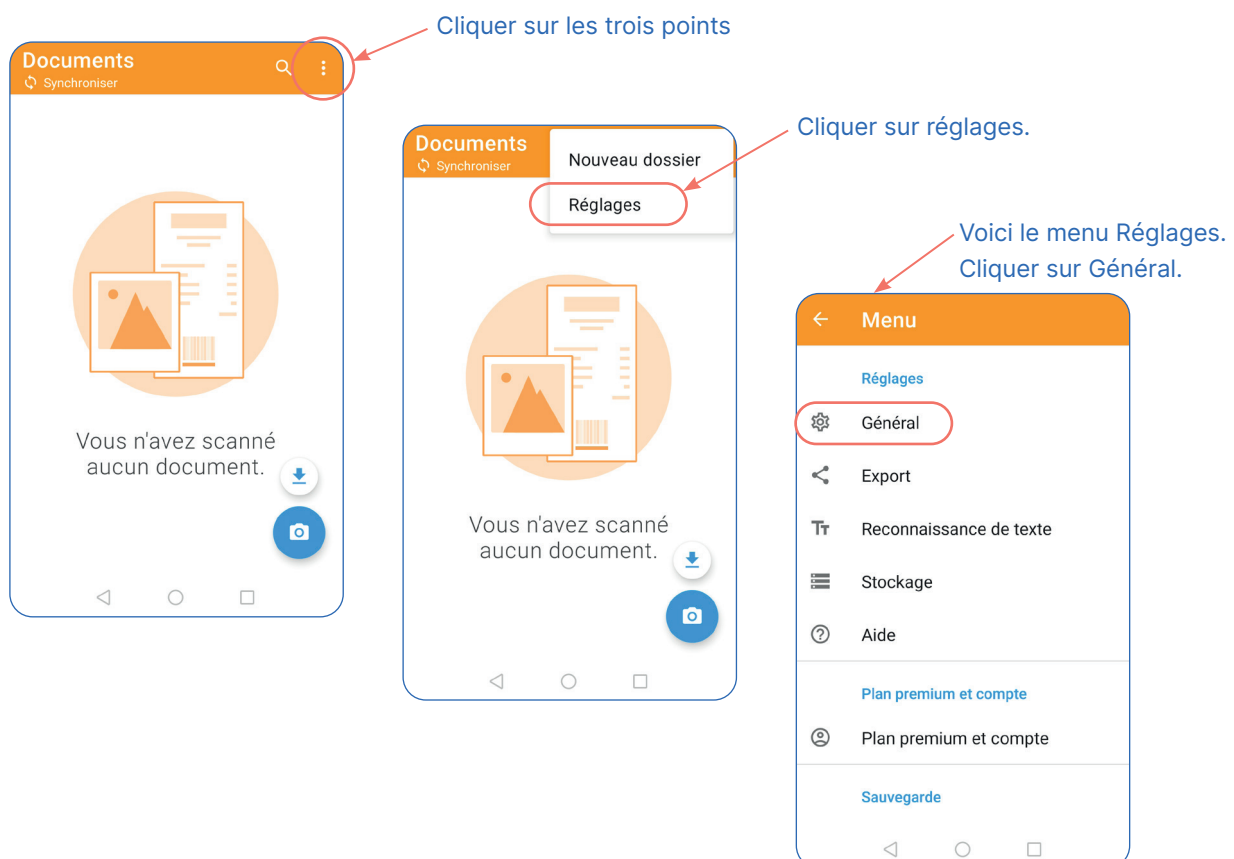 Cliquer sur les trois points
Documents
Synchroniser
Vous n'avez scanné
aucun document.
Cliquer sur réglages.
Documents
Synchroniser
Nouveau dossier
Réglages
Vous n'avez scanné
aucun document.
Voici le menu Réglages.
Cliquer sur Général.
Menu
Réglages
Général
Export
Reconnaissance de texte
Stockage
Aide
Plan premium et compte
Plan premium et compte
Sauvegarde